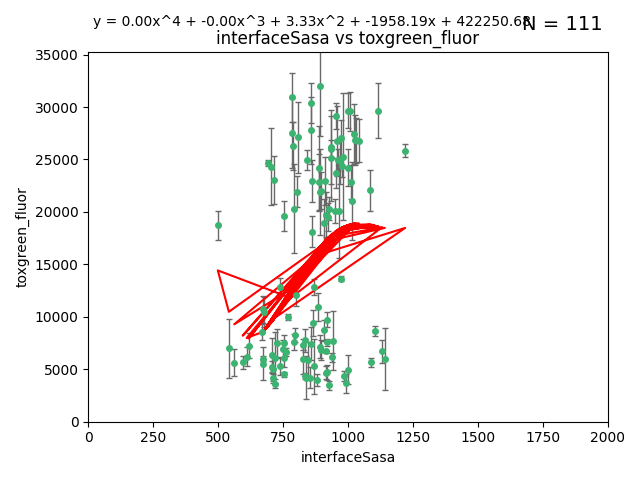 y = 0.00x^4 + -0.00x^3 + 3.33x^2 + -1958.19x + 422250.68
N = 111
interfaceSasa vs toxgreen_fluor
35000
30000
25000
20000
15000
10000
5000
0
toxgreen_fluor
0 250 500 750 1000 1250 1500 1750 2000
interfaceSasa